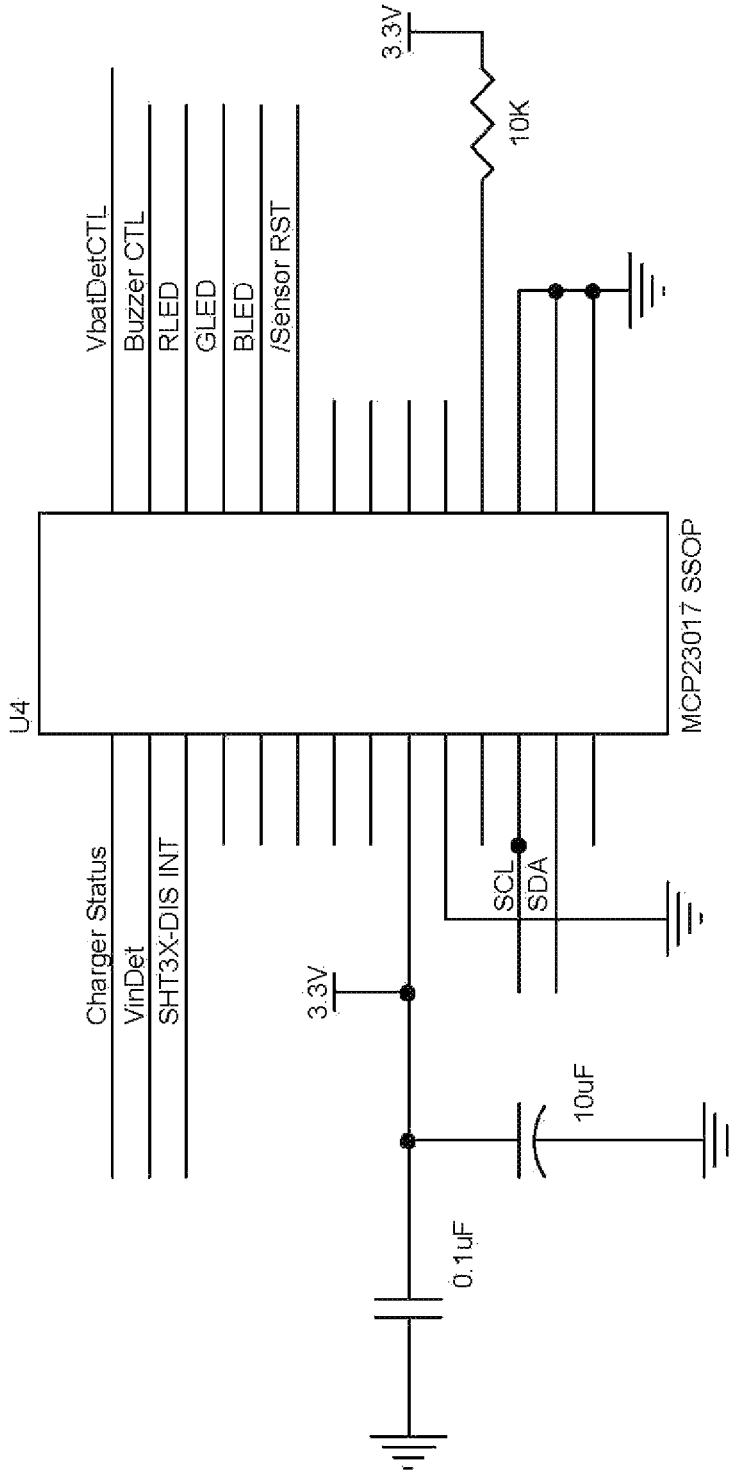 U4
Charger Status
VinDet
SHT3X-DIS INT
3.3V
SCL
SDA
0.1uF
10uF
VbatDetCTL
Buzzer CTL
RLED
GLED
BLED
/Sensor RST
3.3V
10K
MCP23017 SSOP